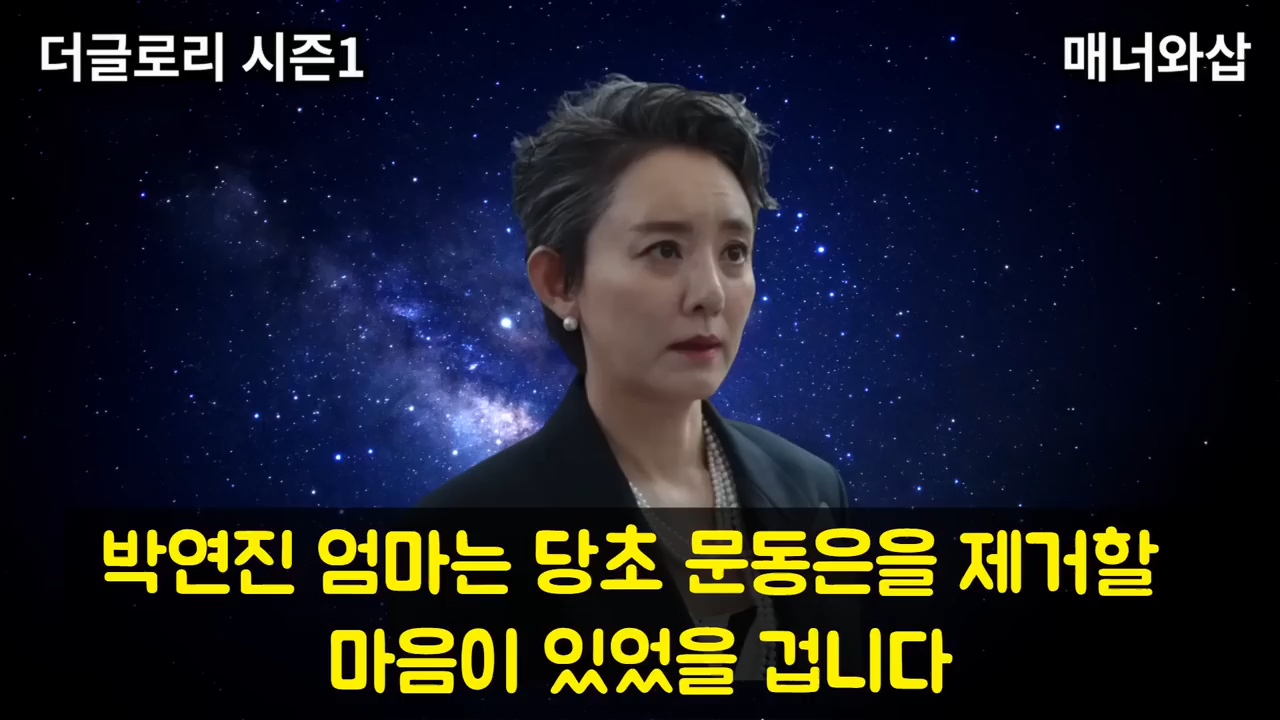 더글로리 시즌1
매너와삽
박연진 엄마는 당초 문동은을 제거할
마음이 있었을 겁니다